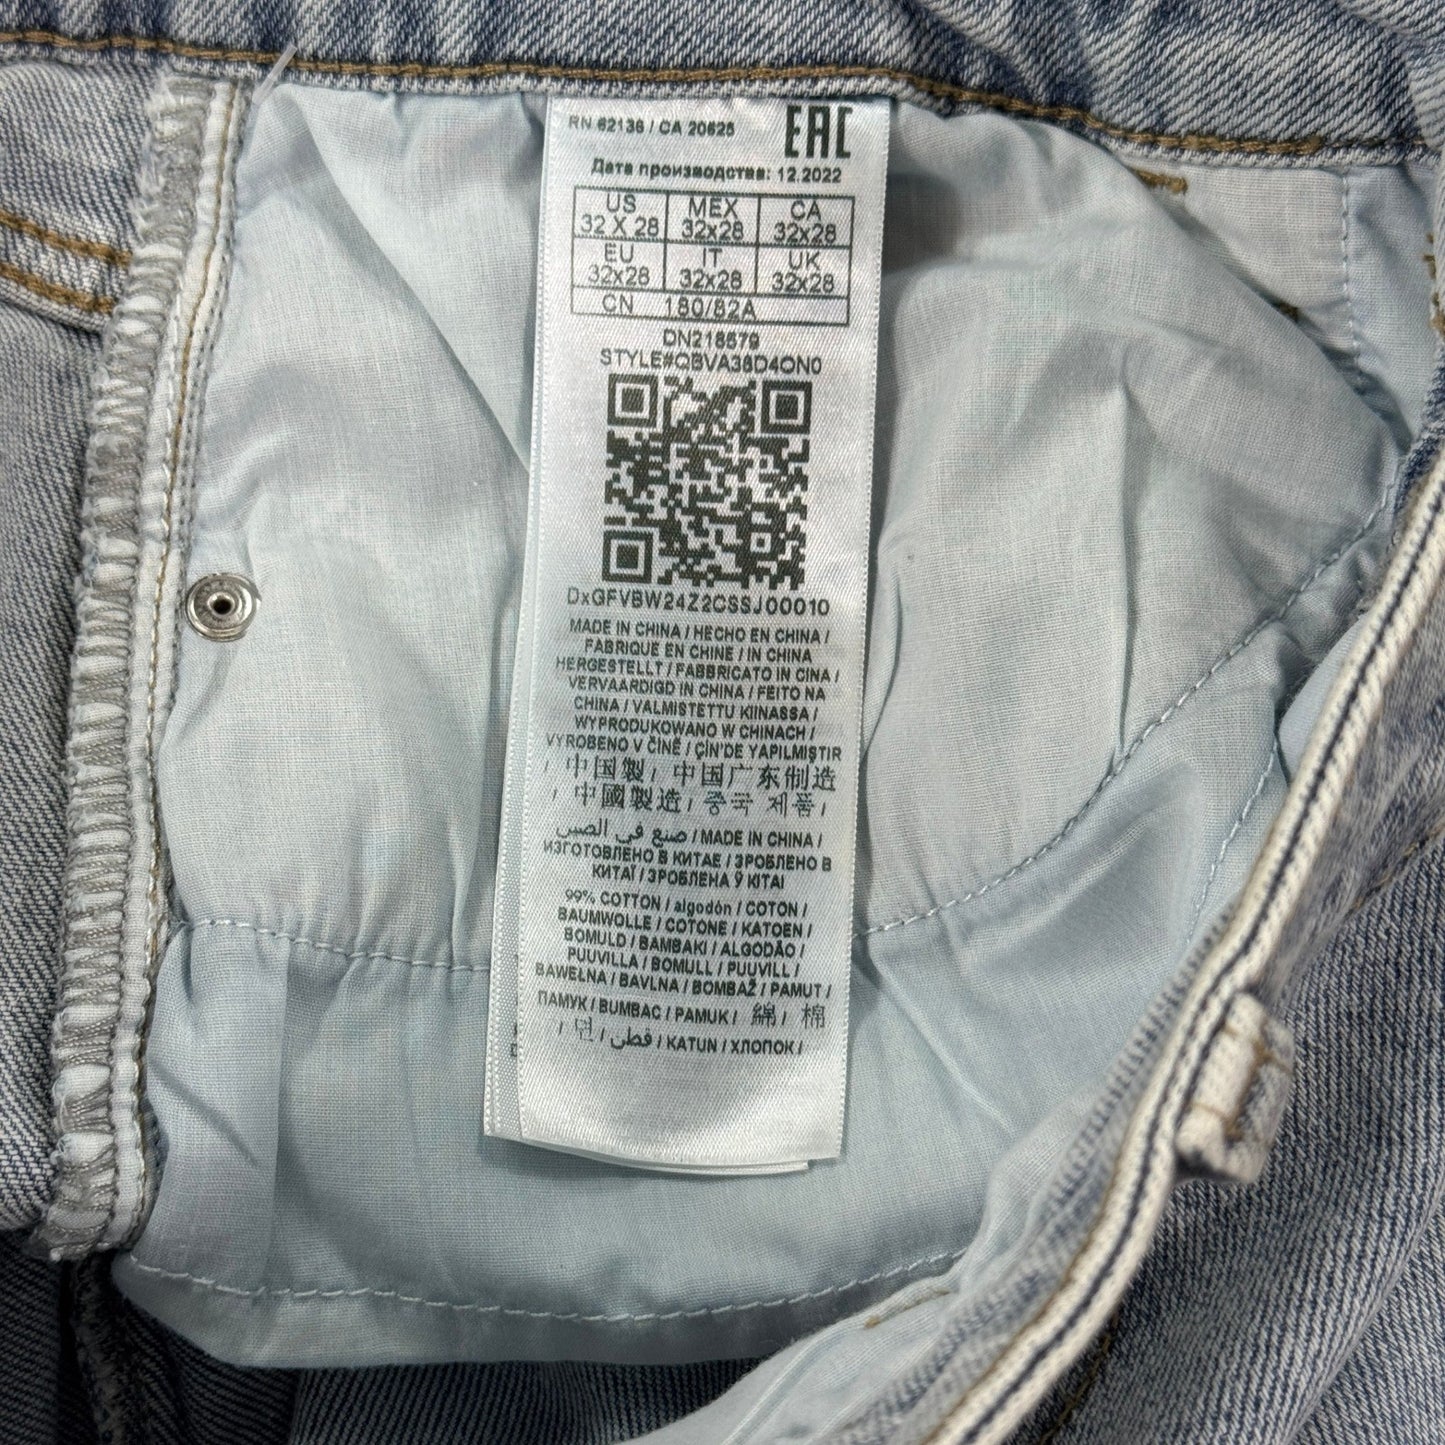 RN 62136 / CA 20625
EAC
Дата производства: 12.2022
US MEX CA
32 X 28 32x28 32x28
EU IT UK
32x28 32x28 32x28
CN 180/82A
DN218579
STYLE#QBVA38D4ON0
DxGFVBW24Z2CSSJ00010
MADE IN CHINA / HECHO EN CHINA /
FABRIQUE EN CHINE / IN CHINA
HERGESTELLT / FABBRICATO IN CINA /
VERVAARDIGD IN CHINA / FEITO NA
CHINA / VALMISTETTU KIINASSA /
WYPRODUKOWANO W CHINACH /
VYROBENO V ČINĚ / ÇİN'DE YAPILMIŞTIR
/ 中国製 / 中国广东制造
/ 中國製造 / 중국 제품 /
صنع في الصين / MADE IN CHINA /
ИЗГОТОВЛЕНО В КИТАЕ / ЗРОБЛЕНО В
КИТАЇ / ЗРОБЛЕНА Ў КІТАІ
99% COTTON / algodón / COTON /
BAUMWOLLE / COTONE / KATOEN /
BOMULD / BAMBAKI / ALGODÃO /
PUUVILLA / BOMULL / PUUVILL /
BAWEŁNA / BAVLNA / BOMBAŽ / PAMUT /
ПАМУК / BUMBAC / PAMUK / 綿 / 棉
/ 면 / قطن / KATUN / ХЛОПОК /